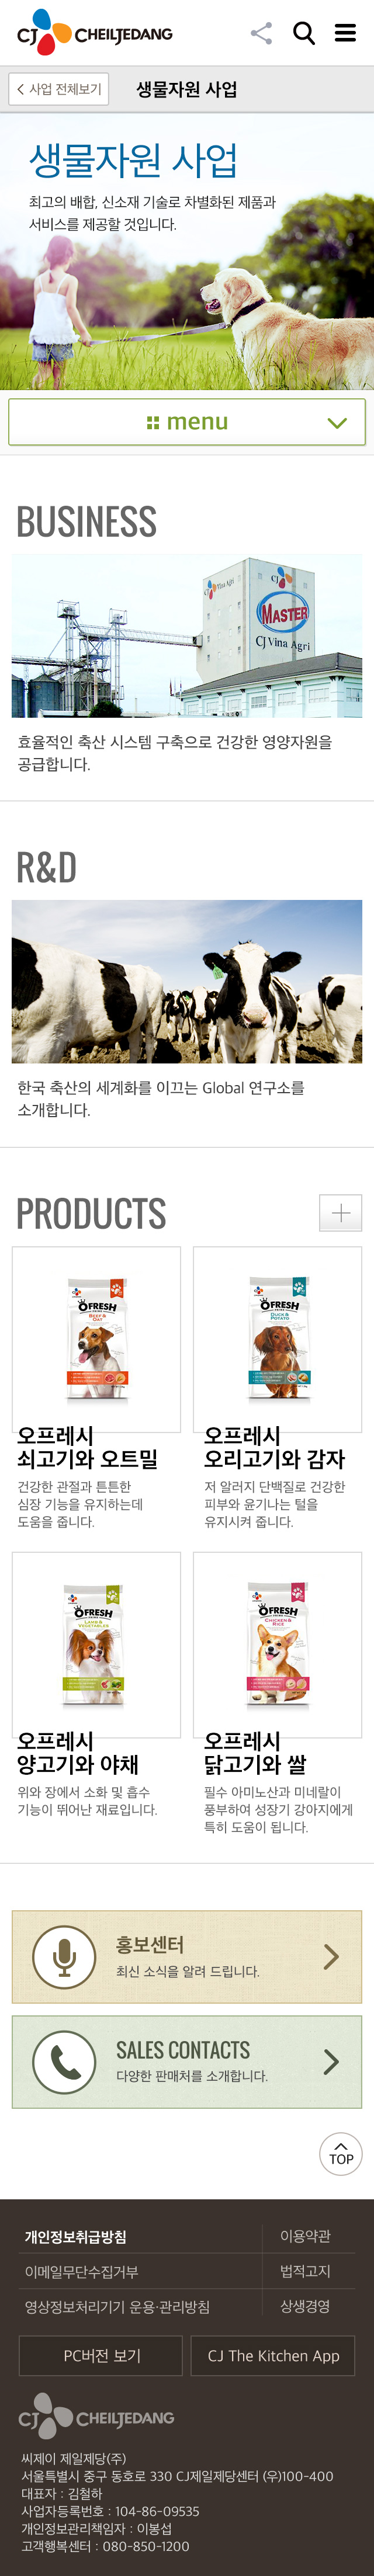 CJ CHEILJEDANG
사업 전체보기
생물자원 사업
생물자원 사업
최고의 배합, 신소재 기술로 차별화된 제품과
서비스를 제공할 것입니다.
menu
BUSINESS
CJ Vina Agri
CJ
MASTER
CJ Vina Agri
효율적인 축산 시스템 구축으로 건강한 영양자원을
공급합니다.
R&D
한국 축산의 세계화를 이끄는 Global 연구소를
소개합니다.
PRODUCTS
OFRESH
BEEF &
OAT
OFRESH
DUCK &
POTATO
오프레시
쇠고기와 오트밀
오프레시
오리고기와 감자
건강한 관절과 튼튼한
심장 기능을 유지하는데
도움을 줍니다.
저 알러지 단백질로 건강한
피부와 윤기나는 털을
유지시켜 줍니다.
OFRESH
LAMB &
VEGETABLES
OFRESH
CHICKEN &
RICE
오프레시
양고기와 야채
오프레시
닭고기와 쌀
위와 장에서 소화 및 흡수
기능이 뛰어난 재료입니다.
필수 아미노산과 미네랄이
풍부하여 성장기 강아지에게
특히 도움이 됩니다.
홍보센터
최신 소식을 알려 드립니다.
SALES CONTACTS
다양한 판매처를 소개합니다.
TOP
개인정보취급방침
이용약관
이메일무단수집거부
법적고지
영상정보처리기기 운용·관리방침
상생경영
PC버전 보기
CJ The Kitchen App
CJ CHEILJEDANG
씨제이 제일제당(주)
서울특별시 중구 동호로 330 CJ제일제당센터 (우)100-400
대표자 : 김철하
사업자등록번호 : 104-86-09535
개인정보관리책임자 : 이봉섭
고객행복센터 : 080-850-1200